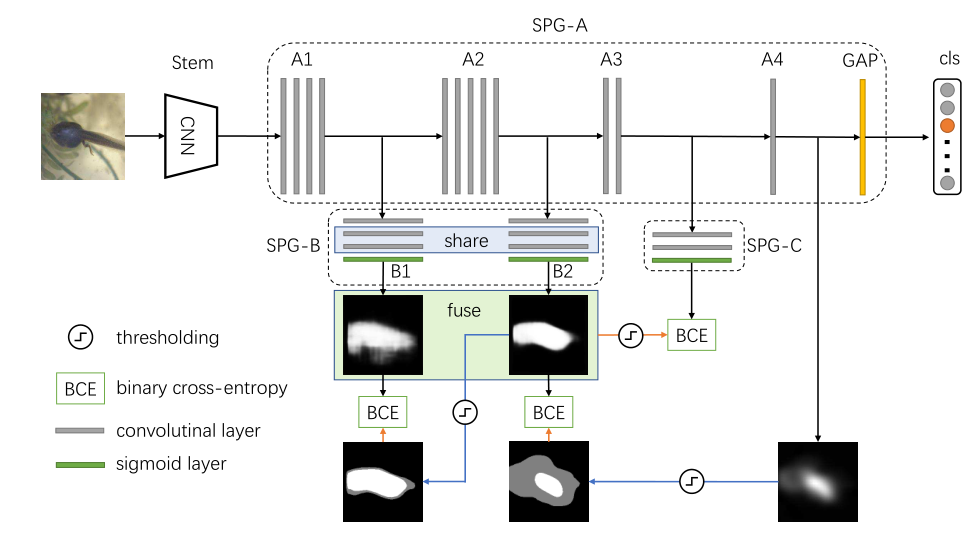 SPG-A
Stem
A1
A2
A3
A4
GAP
cls
CNN
SPG-B
share
SPG-C
B1
B2
fuse
thresholding
BCE
BCE
binary cross-entropy
BCE
BCE
convolutinal layer
sigmoid layer